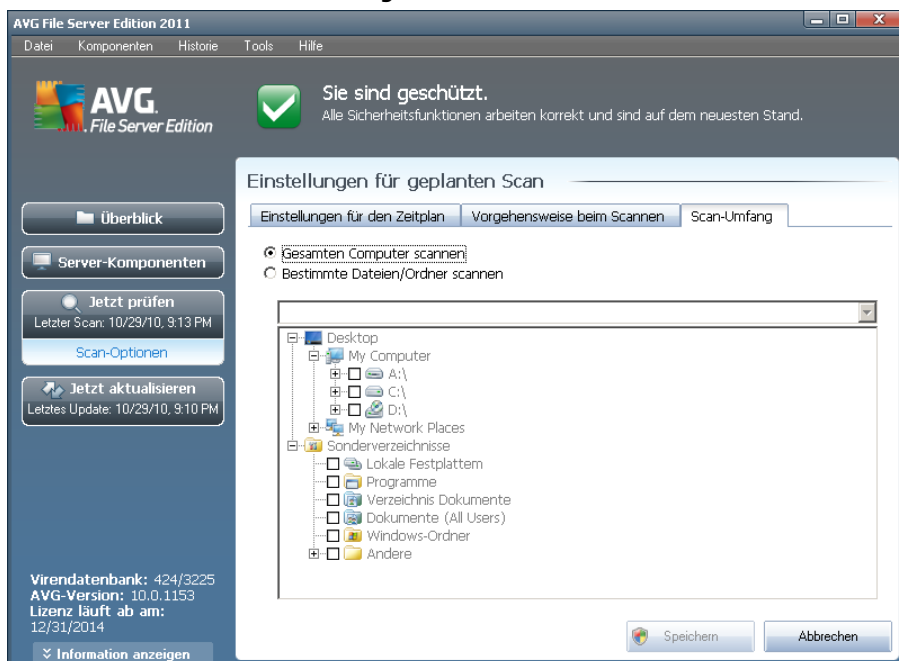 AVG File Server Edition 2011
Datei Komponenten Historie Tools Hilfe
AVG.
File Server Edition
Sie sind geschützt.
Alle Sicherheitsfunktionen arbeiten korrekt und sind auf dem neuesten Stand.
Einstellungen für geplanten Scan
Einstellungen für den Zeitplan Vorgehensweise beim Scannen Scan-Umfang
Überblick
Server-Komponenten
Jetzt prüfen
Letzter Scan: 10/29/10, 9:13 PM
Scan-Optionen
Jetzt aktualisieren
Letztes Update: 10/29/10, 9:10 PM
Gesamten Computer scannen
Bestimmte Dateien/Ordner scannen
Desktop
My Computer
A:\
C:\
D:\
My Network Places
Sonderverzeichnisse
Lokale Festplattem
Programme
Verzeichnis Dokumente
Dokumente (All Users)
Windows-Ordner
Andere
Virendatenbank: 424/3225
AVG-Version: 10.0.1153
Lizenz läuft ab am:
12/31/2014
Information anzeigen
Speichern Abbrechen